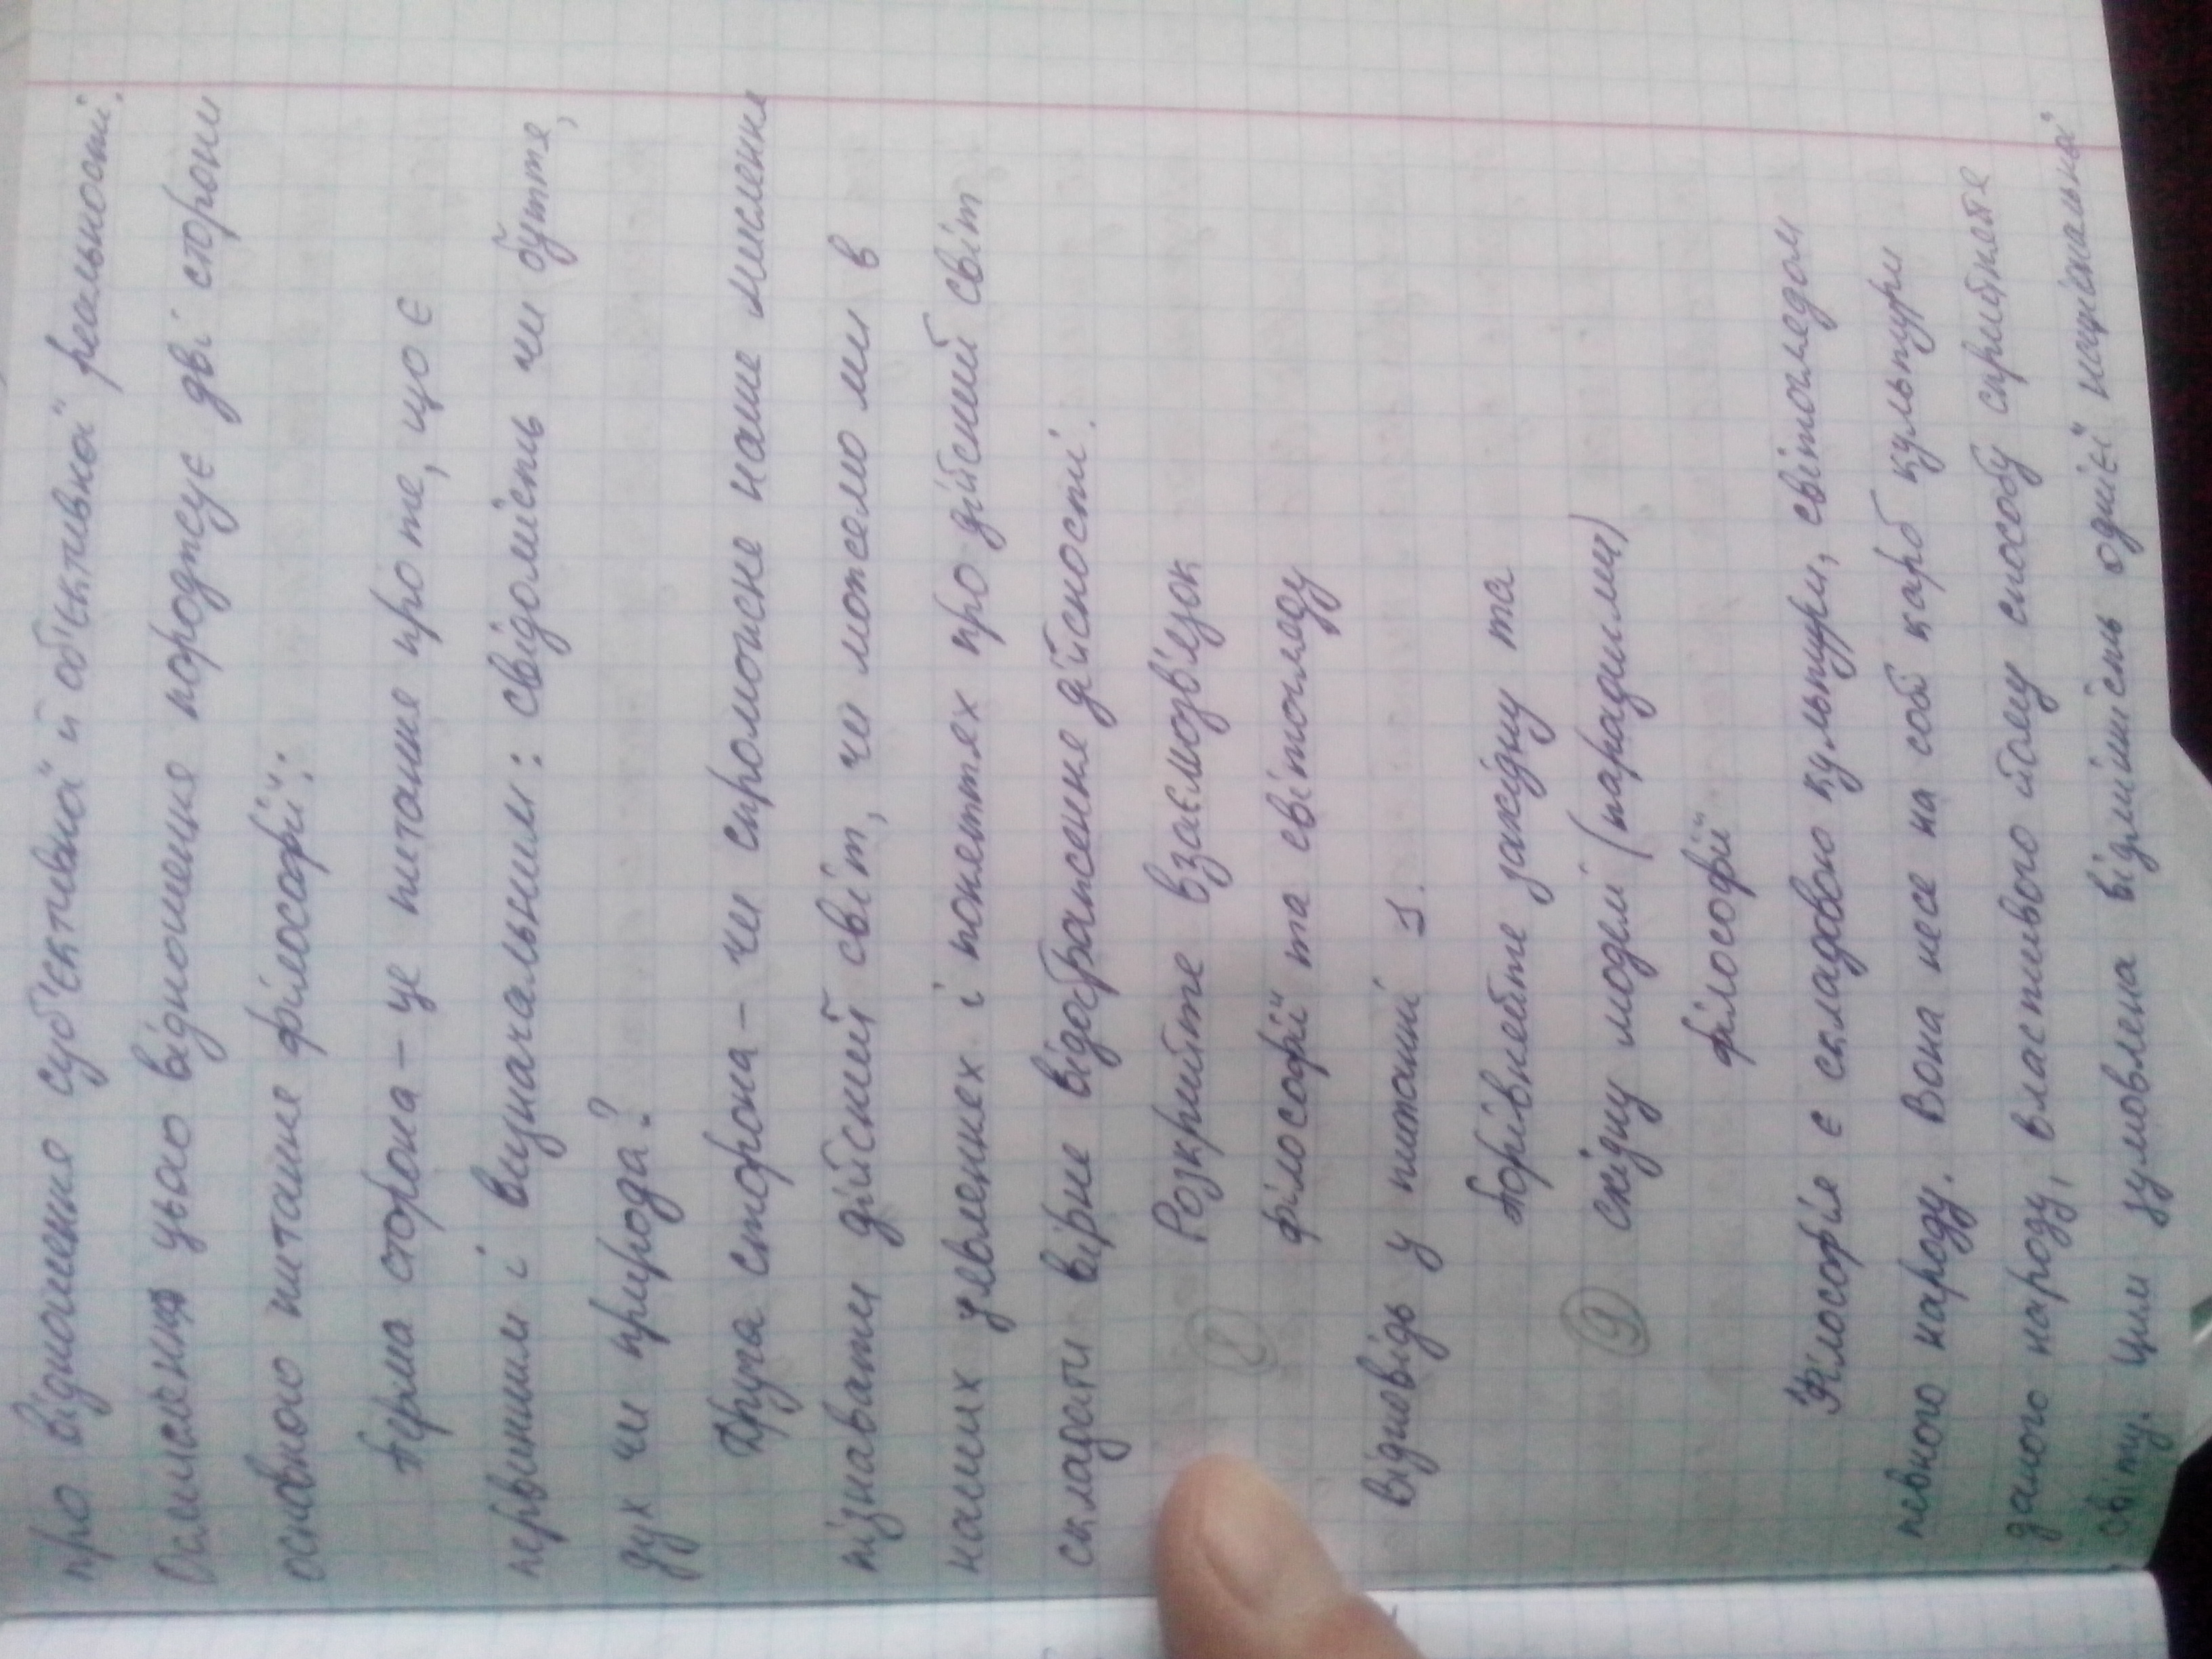 про відношення суб'єктивної й об'єктивної реальності.
Осмислення цього відношення породжує дві сторони
основного питання філософії:
Перша сторона – це питання про те, що є
первинним і визначальним: свідомість чи буття,
дух чи природа?
Друга сторона – чи спроможне наше мислення
пізнавати дійсний світ, чи можемо ми в
наших уявленнях і поняттях про дійсний світ
складати вірне відображення дійсності.
Розкрийте взаємозв'язок
8 філософії та світогляду
Відповідь у питанні 1.
Порівняйте західну та
9 східну моделі (парадигми)
філософії
Філософія є складовою культури, світоглядом
певного народу. Вона несе на собі карб культури
даного народу, властивого йому способу сприйняття
світу. Цим зумовлена відмінність однієї національної